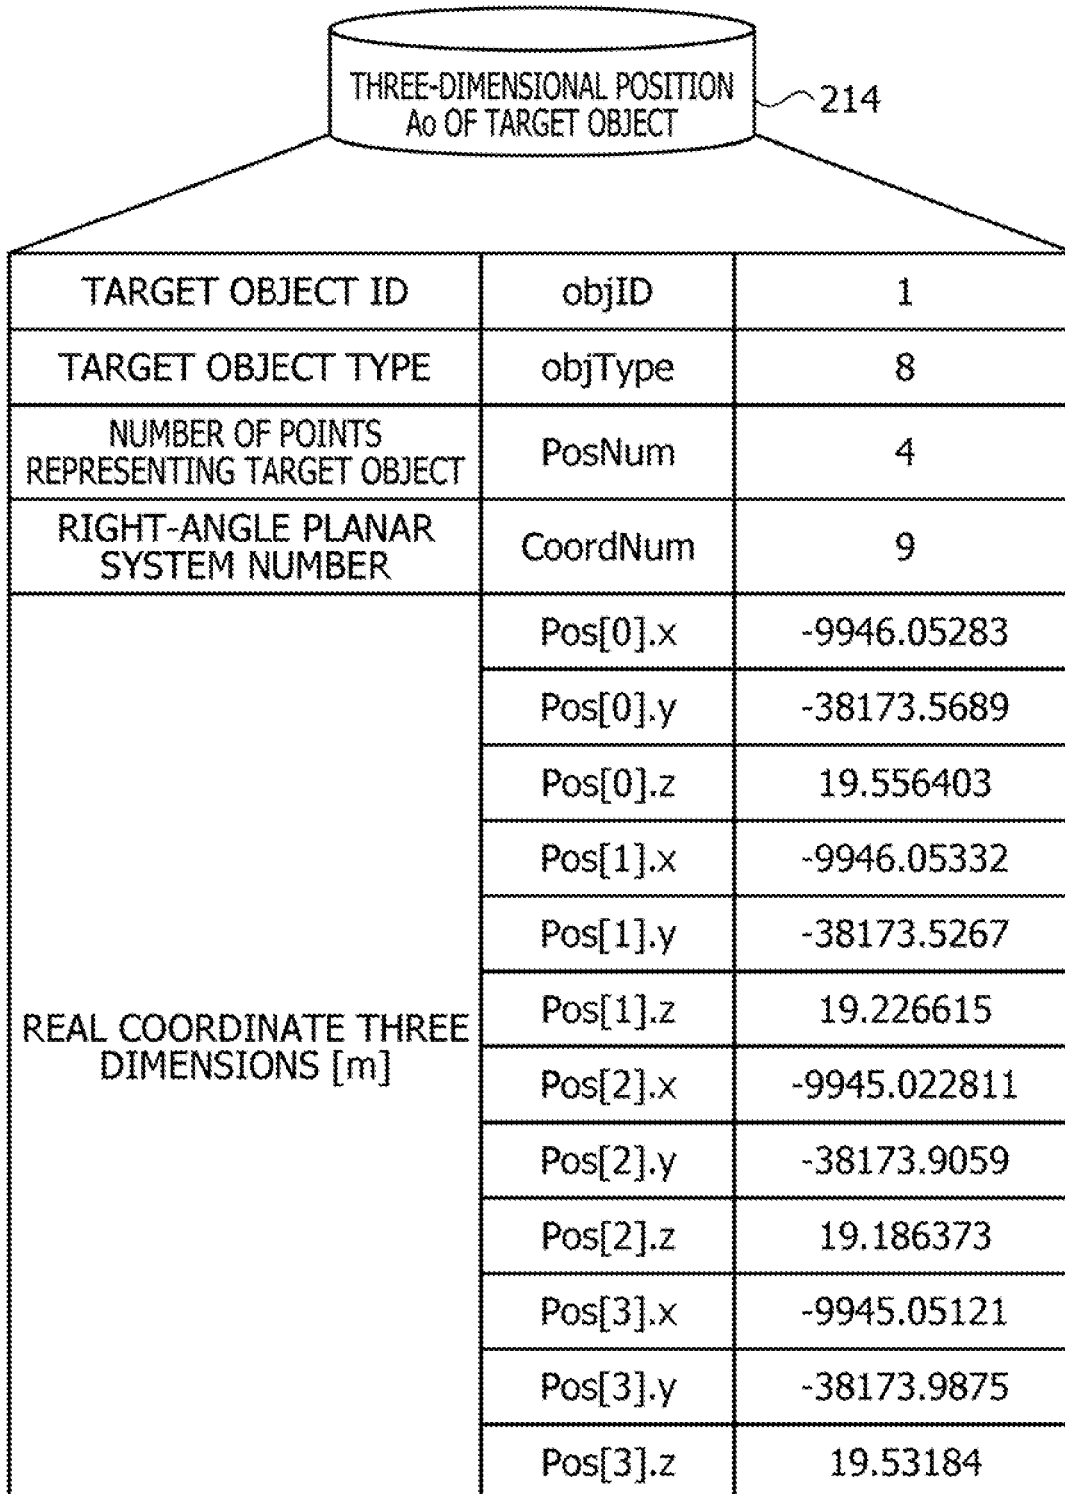 THREE-DIMENSIONAL POSITION
Ao OF TARGET OBJECT
214
TARGET OBJECT ID objID 1
TARGET OBJECT TYPE objType 8
NUMBER OF POINTS
REPRESENTING TARGET OBJECT PosNum 4
RIGHT-ANGLE PLANAR
SYSTEM NUMBER CoordNum 9
REAL COORDINATE THREE
DIMENSIONS [m]
Pos[0].x -9946.05283
Pos[0].y -38173.5689
Pos[0].z 19.556403
Pos[1].x -9946.05332
Pos[1].y -38173.5267
Pos[1].z 19.226615
Pos[2].x -9945.022811
Pos[2].y -38173.9059
Pos[2].z 19.186373
Pos[3].x -9945.05121
Pos[3].y -38173.9875
Pos[3].z 19.53184